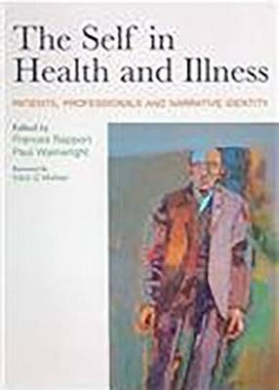 The Self in
Health and Illness
PATIENTS, PROFESSIONALS AND NARRATIVE IDENTITY
Edited by
Frances Rapport
Paul Wainwright
Foreword by